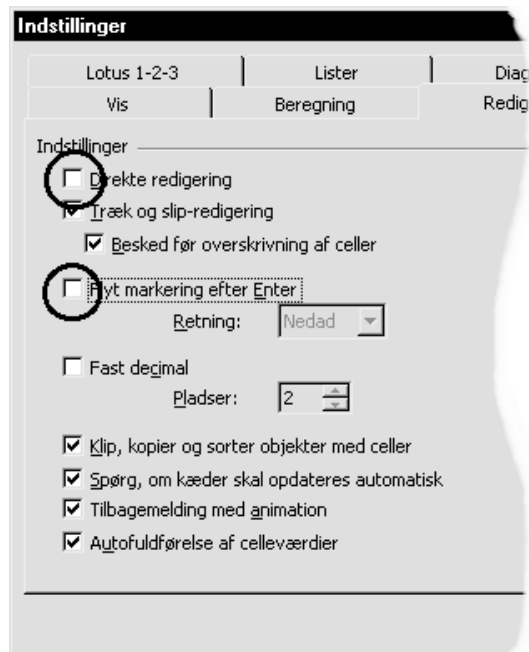 Indstillinger
Lotus 1-2-3 Lister Diag
Vis Beregning Redig
Indstillinger
Direkte redigering
Træk og slip-redigering
Besked før overskrivning af celler
Flyt markering efter Enter
Retning: Nedad
Fast decimal
Pladser: 2
Klip, kopier og sorter objekter med celler
Spørg, om kæder skal opdateres automatisk
Tilbagemelding med animation
Autofuldførelse af celleværdier